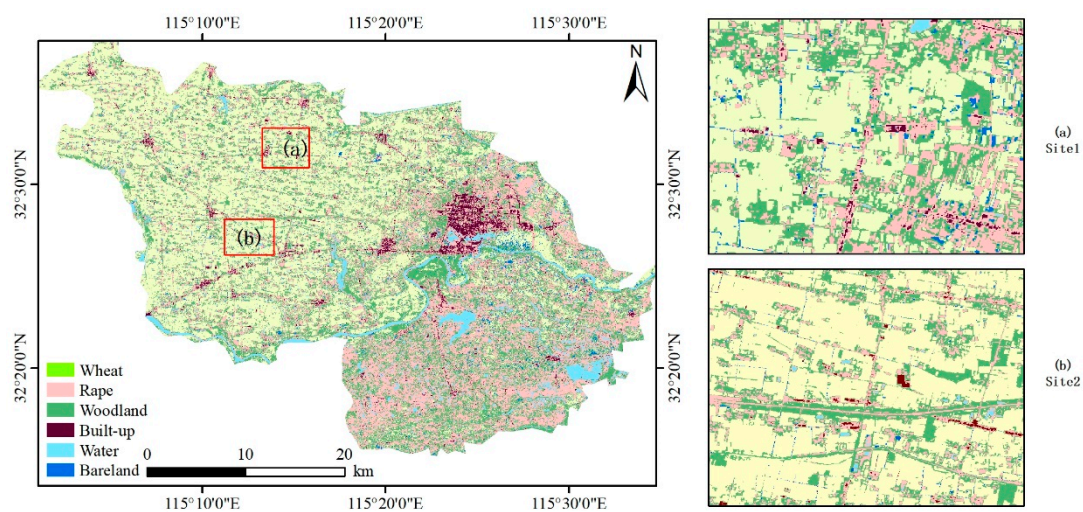 115°10'0"E 115°20'0"E 115°30'0"E
N
(a)
(b)
32°30'0"N
32°20'0"N
32°30'0"N
32°20'0"N
Wheat
Rape
Woodland
Built-up
Water
Bareland
0 10 20
km
115°10'0"E 115°20'0"E 115°30'0"E
(a)
Site1
(b)
Site2